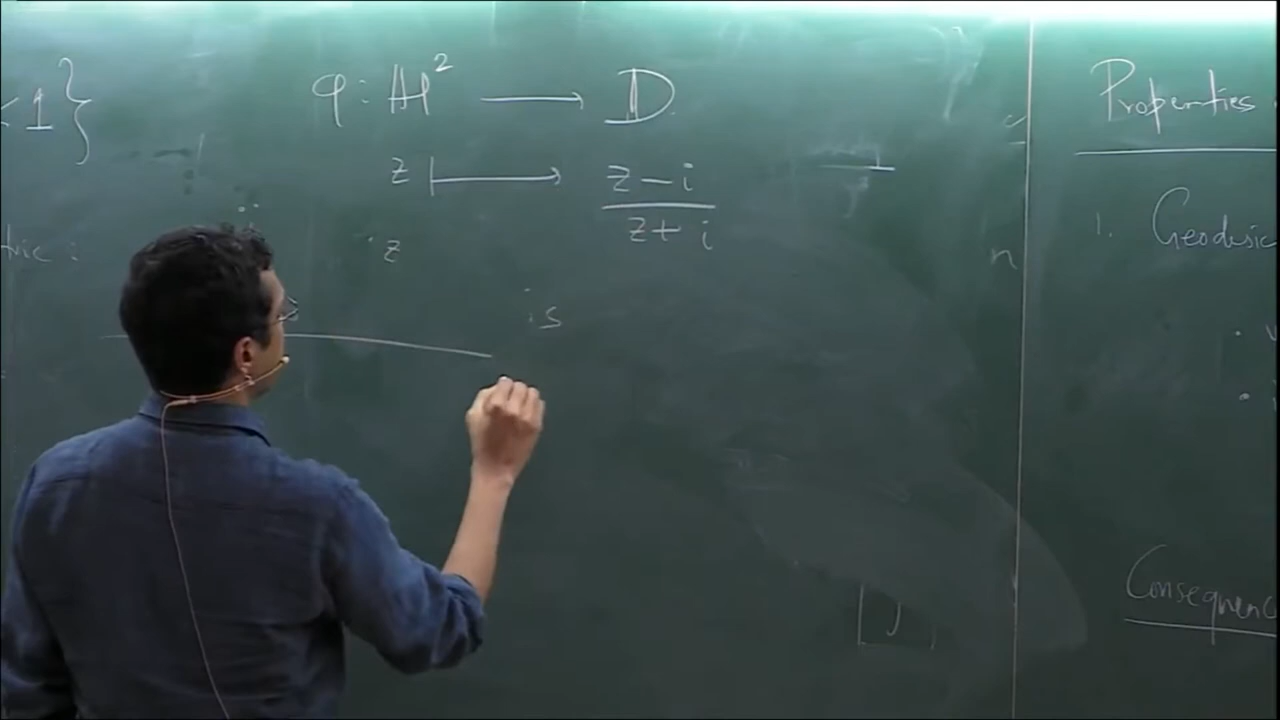 < 1 }
φ : ℍ² ⟶ 𝔻.
z ⟼ (z − i)/(z + i)
z
is
n
Properties
1. Geodesic
Consequenc